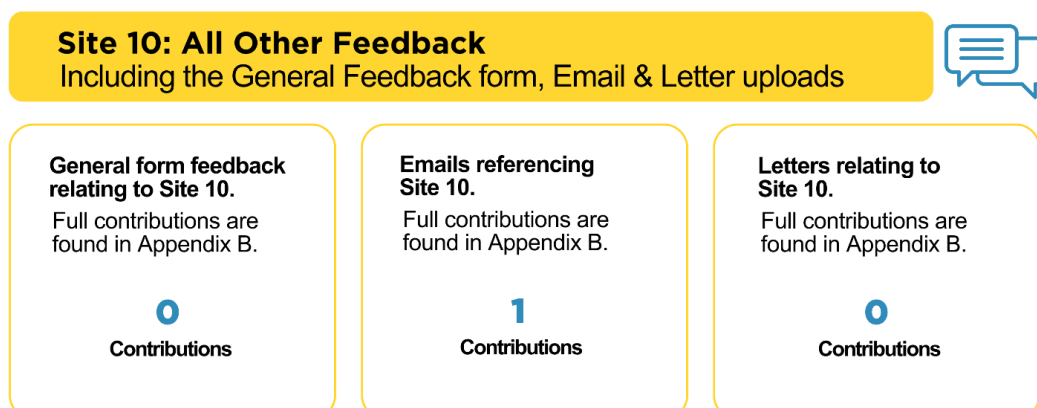 Site 10: All Other Feedback
Including the General Feedback form, Email & Letter uploads
General form feedback
relating to Site 10.
Full contributions are
found in Appendix B.
0
Contributions
Emails referencing
Site 10.
Full contributions are
found in Appendix B.
1
Contributions
Letters relating to
Site 10.
Full contributions are
found in Appendix B.
0
Contributions